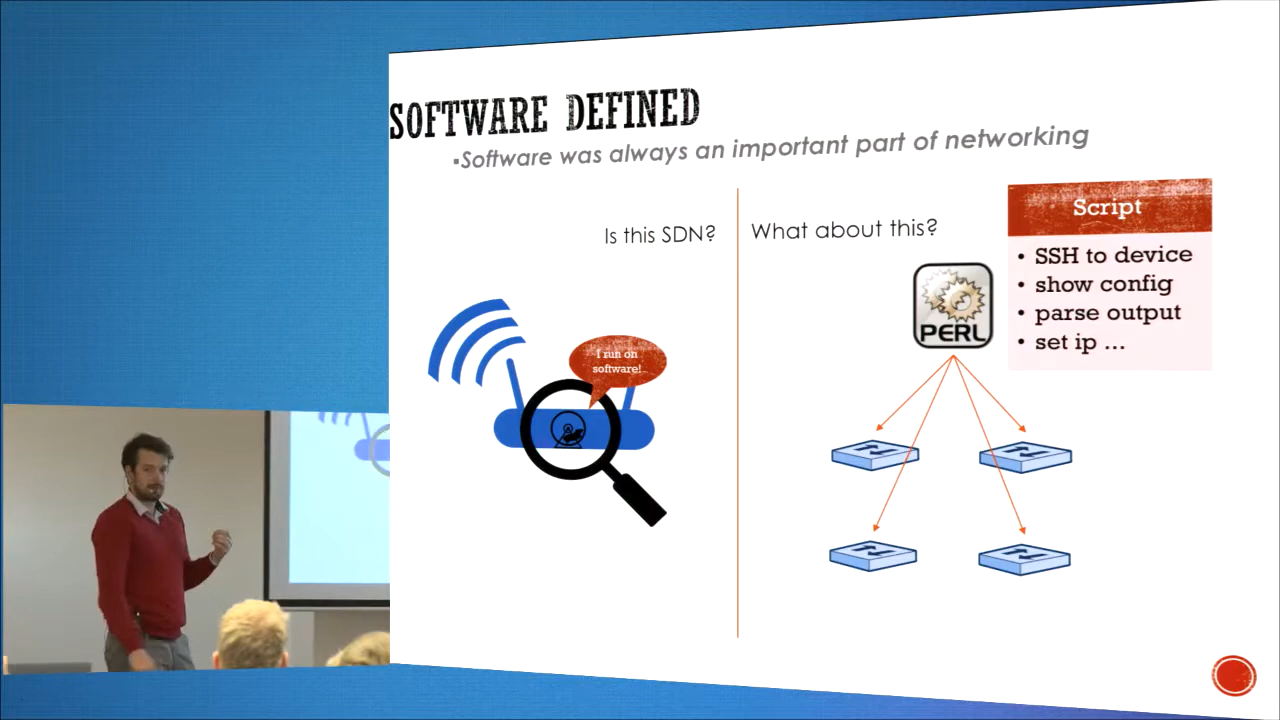 SOFTWARE DEFINED
▪Software was always an important part of networking
Is this SDN?
What about this?
I run on
software!
PERL
Script
• SSH to device
• show config
• parse output
• set ip ...